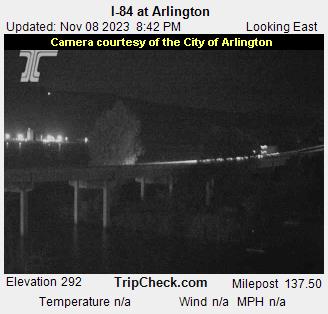 I-84 at Arlington
Updated: Nov 08 2023 8:42 PM Looking East
Camera courtesy of the City of Arlington
Elevation 292 TripCheck.com Milepost 137.50
Temperature n/a Wind n/a MPH n/a